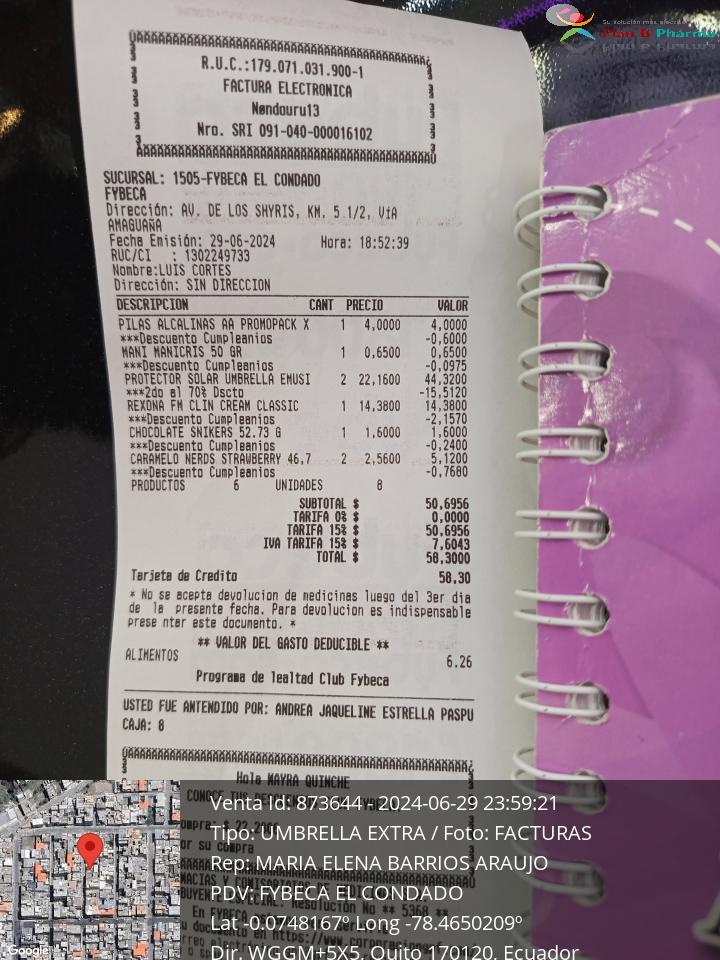 Su solución más efectiva
Plan B Pharma
R.U.C.:179.071.031.900-1
FACTURA ELECTRONICA
Nandouru13
Nro. SRI 091-040-000016102
SUCURSAL: 1505-FYBECA EL CONDADO
FYBECA
Dirección: AV. DE LOS SHYRIS, KM. 5 1/2, VíA
AMAGUAÑA
Fecha Emisión: 29-06-2024 Hora: 18:52:39
RUC/CI : 1302249733
Nombre:LUIS CORTES
Dirección: SIN DIRECCION
DESCRIPCION CANT PRECIO VALOR
PILAS ALCALINAS AA PROMOPACK X 1 4,0000 4,0000
***Descuento Cumpleanios -0,6000
MANI MANICRIS 50 GR 1 0,6500 0,6500
***Descuento Cumpleanios -0,0975
PROTECTOR SOLAR UMBRELLA EMUSI 2 22,1600 44,3200
***2do al 70% Dscto -15,5120
REXONA FM CLIN CREAM CLASSIC 1 14,3800 14,3800
***Descuento Cumpleanios -2,1570
CHOCOLATE SNIKERS 52.73 G 1 1,6000 1,6000
***Descuento Cumpleanios -0,2400
CARAMELO NERDS STRAWBERRY 46,7 2 2,5600 5,1200
***Descuento Cumpleanios -0,7680
PRODUCTOS 6 UNIDADES 8
SUBTOTAL $ 50,6956
TARIFA 0% $ 0,0000
TARIFA 15% $ 50,6956
IVA TARIFA 15% $ 7,6043
TOTAL $ 58,3000
Tarjeta de Credito 58,30
* No se acepta devolucion de medicinas luego del 3er dia
de la presente fecha. Para devolucion es indispensable
prese ntar este documento. *
** VALOR DEL GASTO DEDUCIBLE **
ALIMENTOS 6.26
Programa de lealtad Club Fybeca
USTED FUE ANTENDIDO POR: ANDREA JAQUELINE ESTRELLA PASPU
CAJA: 8
Hola MAYRA QUINCHE
Venta Id: 873644 - 2024-06-29 23:59:21
Tipo: UMBRELLA EXTRA / Foto: FACTURAS
Rep: MARIA ELENA BARRIOS ARAUJO
PDV: FYBECA EL CONDADO
Lat -0.0748167º Long -78.4650209º
Dir. WGGM+5X5, Quito 170120, Ecuador
Google